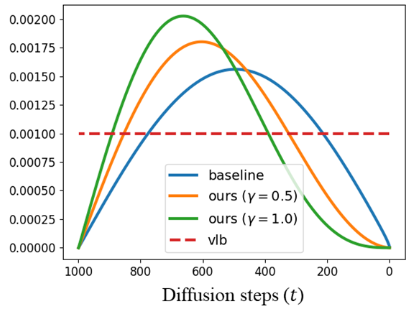 0.00200
0.00175
0.00150
0.00125
0.00100
0.00075
0.00050
0.00025
0.00000
baseline
ours (γ = 0.5)
ours (γ = 1.0)
vlb
1000 800 600 400 200 0
Diffusion steps (t)